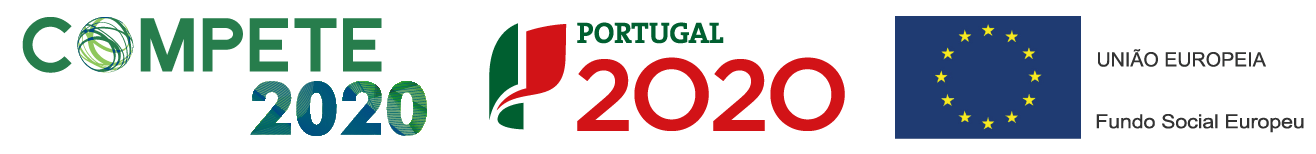 COMPETE
2020
PORTUGAL
2020
UNIÃO EUROPEIA
Fundo Social Europeu